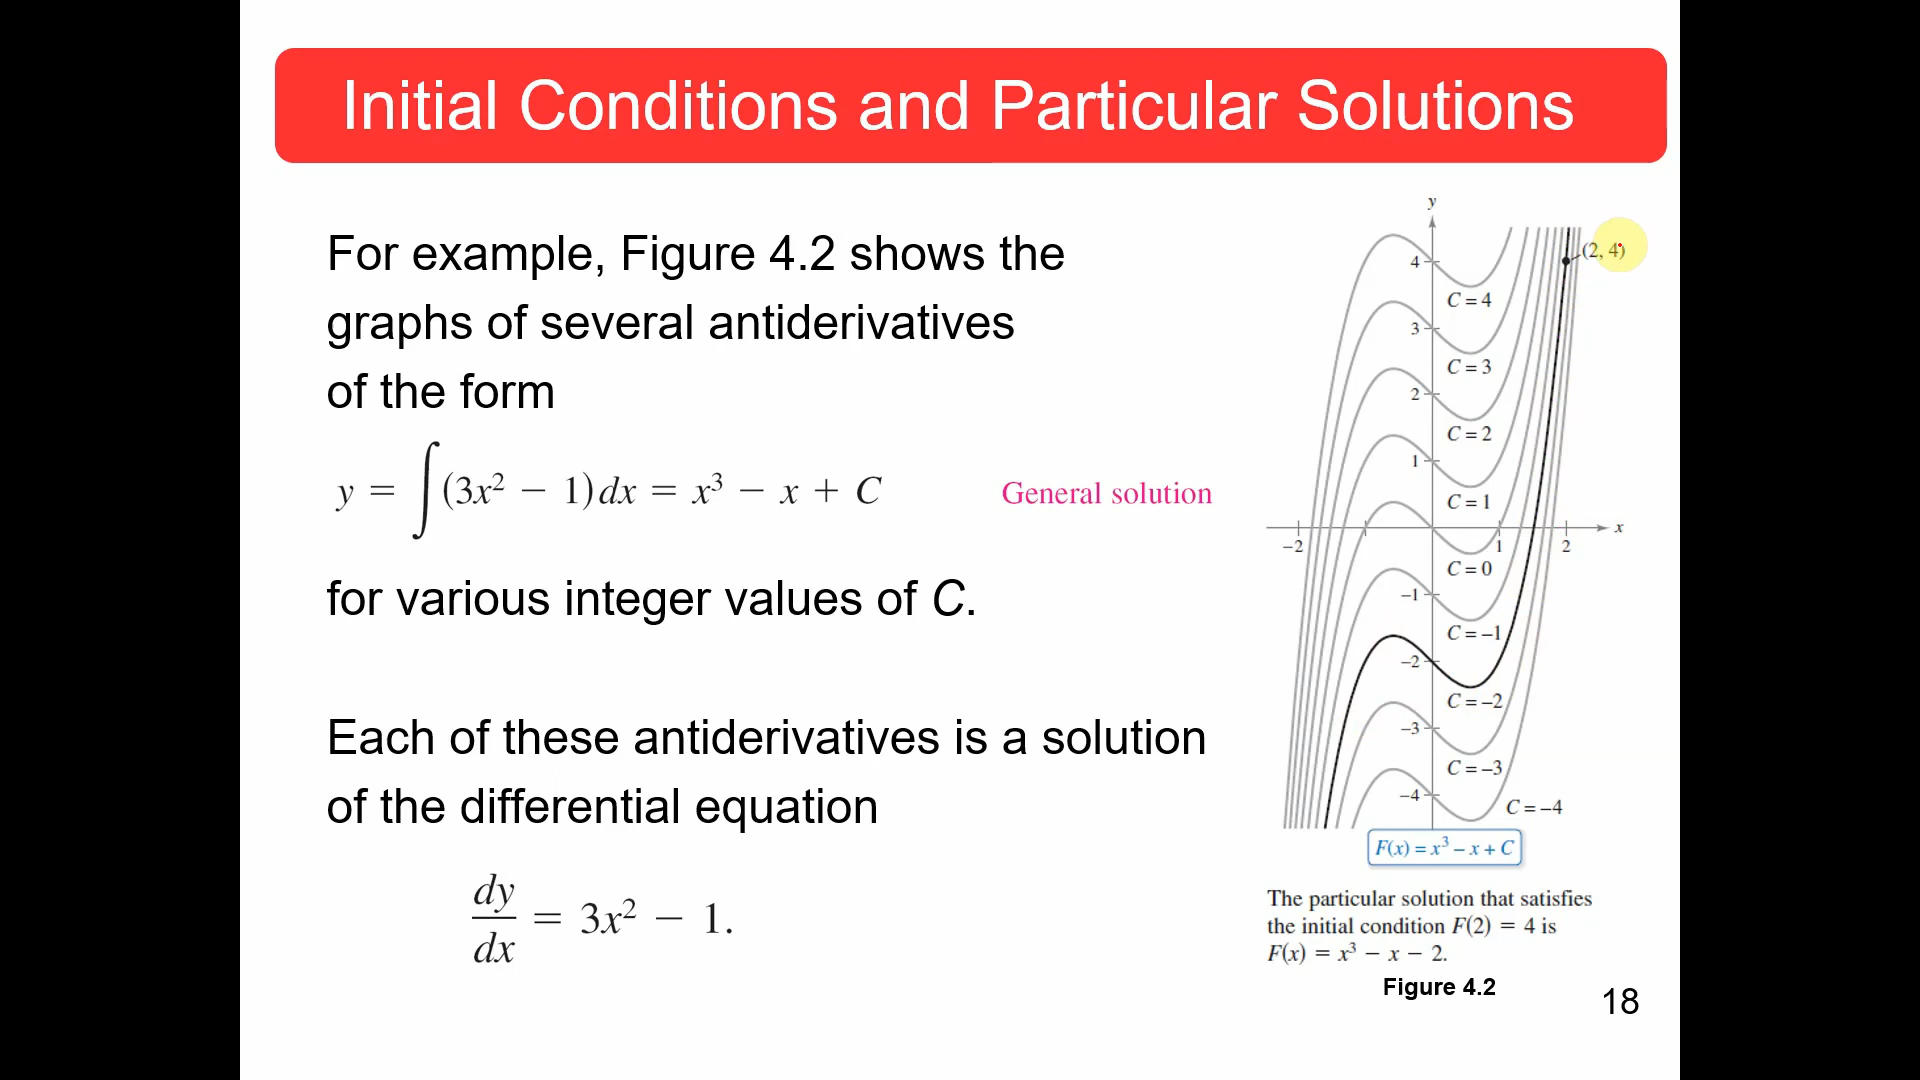 Initial Conditions and Particular Solutions
For example, Figure 4.2 shows the
graphs of several antiderivatives
of the form
y = ∫(3x² − 1)dx = x³ − x + C
General solution
for various integer values of C.
Each of these antiderivatives is a solution
of the differential equation
dy/dx = 3x² − 1.
y
(2, 4)
4
C = 4
3
C = 3
2
C = 2
1
C = 1
x
−2
1
2
C = 0
−1
C = −1
−2
C = −2
−3
C = −3
−4
C = −4
F(x) = x³ − x + C
The particular solution that satisfies
the initial condition F(2) = 4 is
F(x) = x³ − x − 2.
Figure 4.2
18